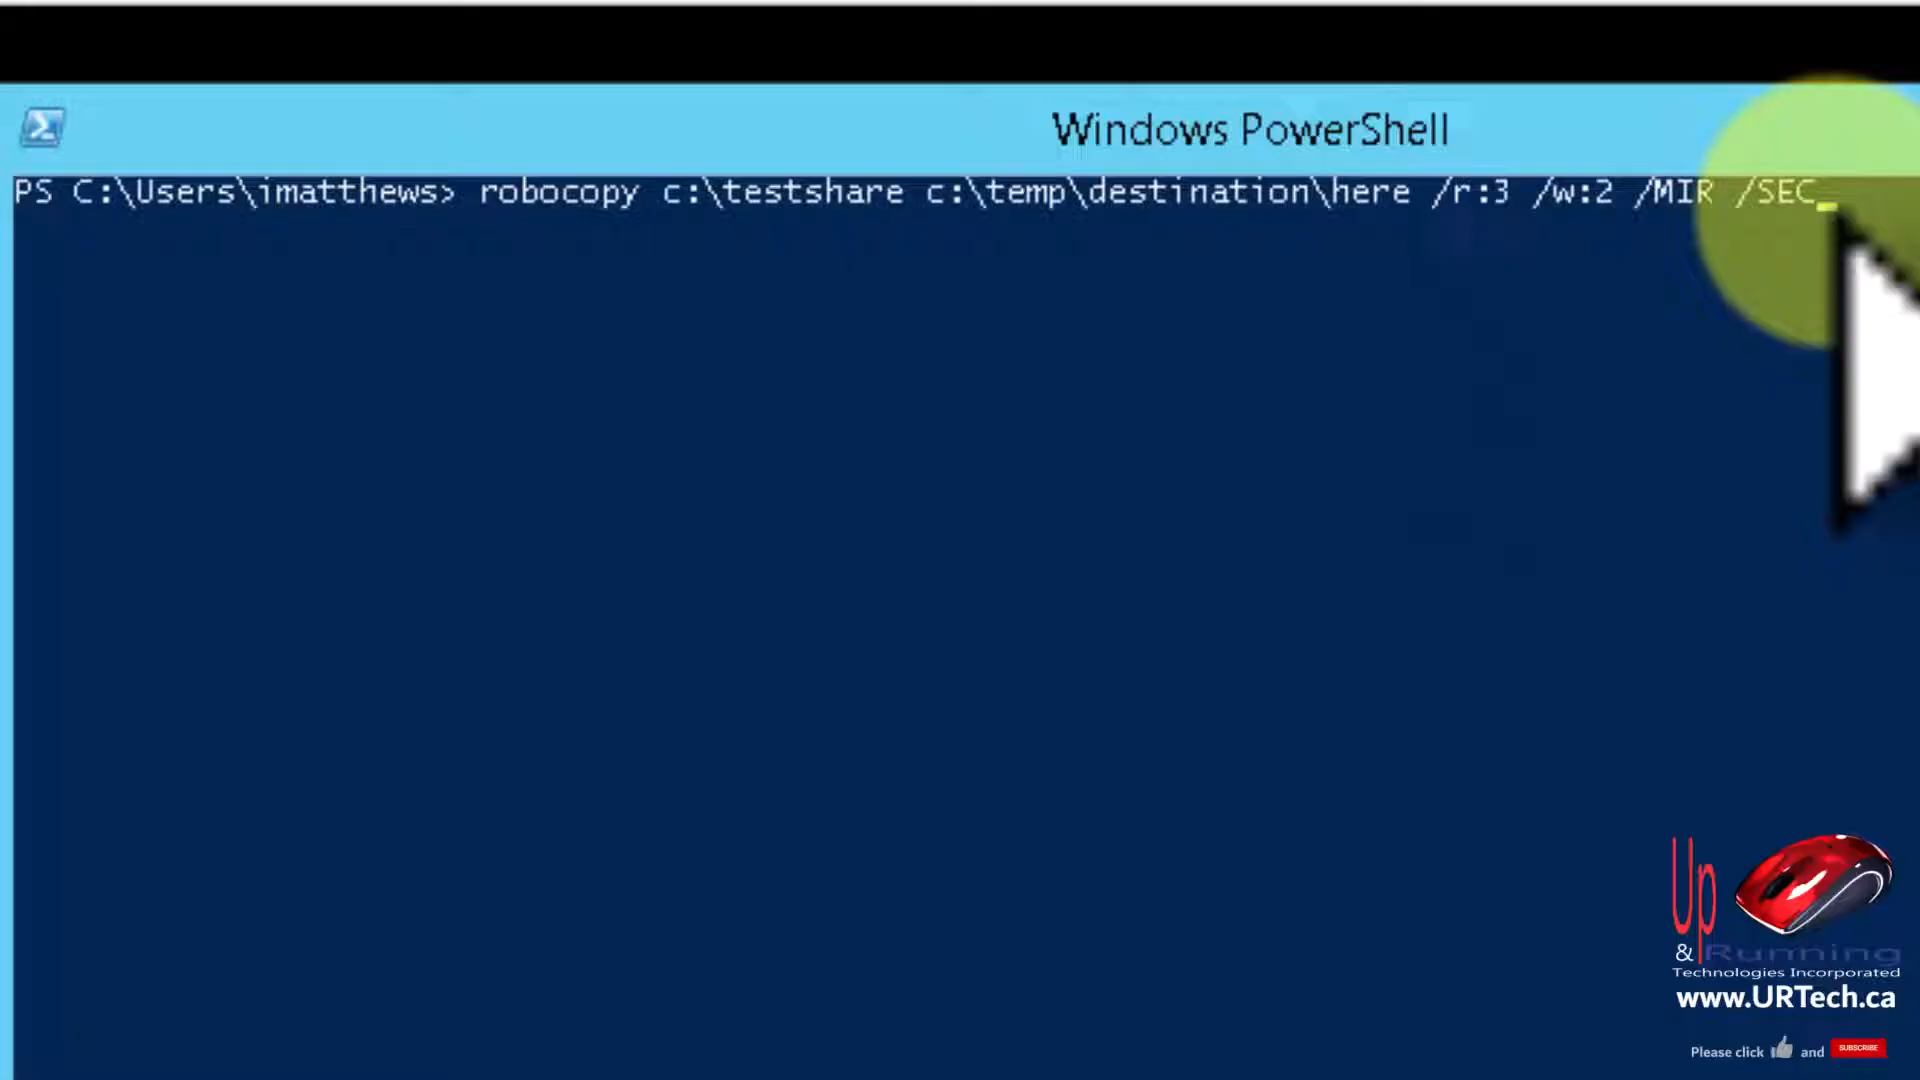 Windows PowerShell
PS C:\Users\imatthews> robocopy c:\testshare c:\temp\destination\here /r:3 /w:2 /MIR /SEC_
Up
& Running
Technologies Incorporated
www.URTech.ca
Please click and SUBSCRIBE